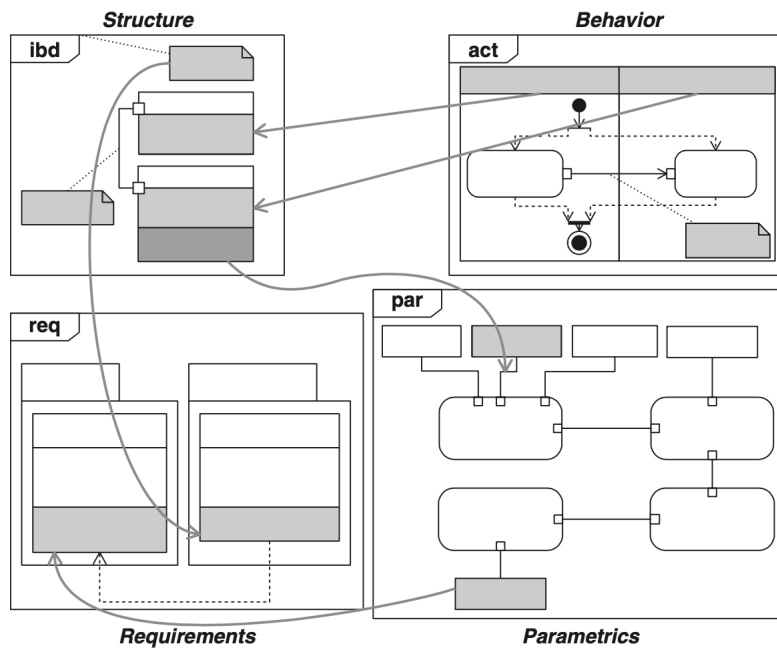 Structure
Behavior
ibd
act
req
par
Requirements
Parametrics